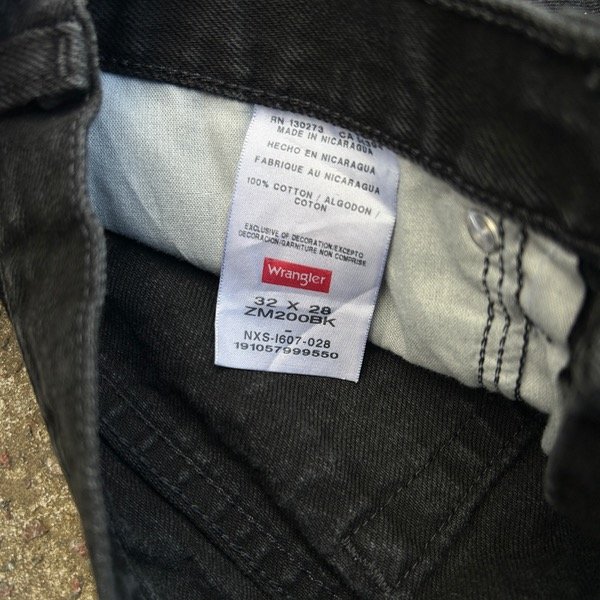 RN 130273
MADE IN NICARAGUA
HECHO EN NICARAGUA
FABRIQUE AU NICARAGUA
100% COTTON / ALGODON /
COTON
EXCLUSIVE OF DECORATION/EXCEPTO
DECORACION/GARNITURE NON COMPRISE
Wrangler
32 X 28
ZM200BK
-
NXS-I607-028
191057999550